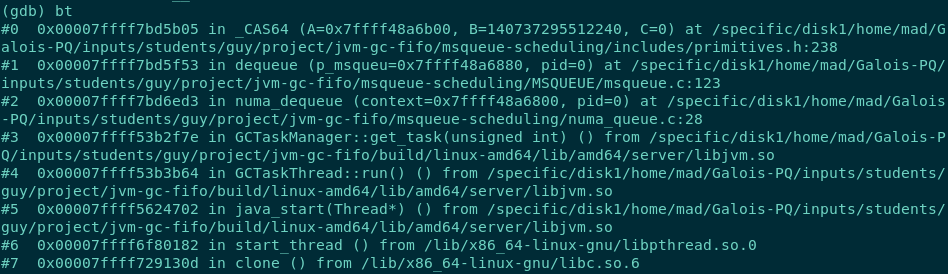 (gdb) bt
#0  0x00007ffff7bd5b05 in _CAS64 (A=0x7ffff48a6b00, B=140737295512240, C=0) at /specific/disk1/home/mad/G
alois-PQ/inputs/students/guy/project/jvm-gc-fifo/msqueue-scheduling/includes/primitives.h:238
#1  0x00007ffff7bd5f53 in dequeue (p_msqueu=0x7ffff48a6880, pid=0) at /specific/disk1/home/mad/Galois-PQ/
inputs/students/guy/project/jvm-gc-fifo/msqueue-scheduling/MSQUEUE/msqueue.c:123
#2  0x00007ffff7bd6ed3 in numa_dequeue (context=0x7ffff48a6800, pid=0) at /specific/disk1/home/mad/Galois
-PQ/inputs/students/guy/project/jvm-gc-fifo/msqueue-scheduling/numa_queue.c:28
#3  0x00007ffff53b2f7e in GCTaskManager::get_task(unsigned int) () from /specific/disk1/home/mad/Galois-P
Q/inputs/students/guy/project/jvm-gc-fifo/build/linux-amd64/lib/amd64/server/libjvm.so
#4  0x00007ffff53b3b64 in GCTaskThread::run() () from /specific/disk1/home/mad/Galois-PQ/inputs/students/
guy/project/jvm-gc-fifo/build/linux-amd64/lib/amd64/server/libjvm.so
#5  0x00007ffff5624702 in java_start(Thread*) () from /specific/disk1/home/mad/Galois-PQ/inputs/students/
guy/project/jvm-gc-fifo/build/linux-amd64/lib/amd64/server/libjvm.so
#6  0x00007ffff6f80182 in start_thread () from /lib/x86_64-linux-gnu/libpthread.so.0
#7  0x00007ffff729130d in clone () from /lib/x86_64-linux-gnu/libc.so.6